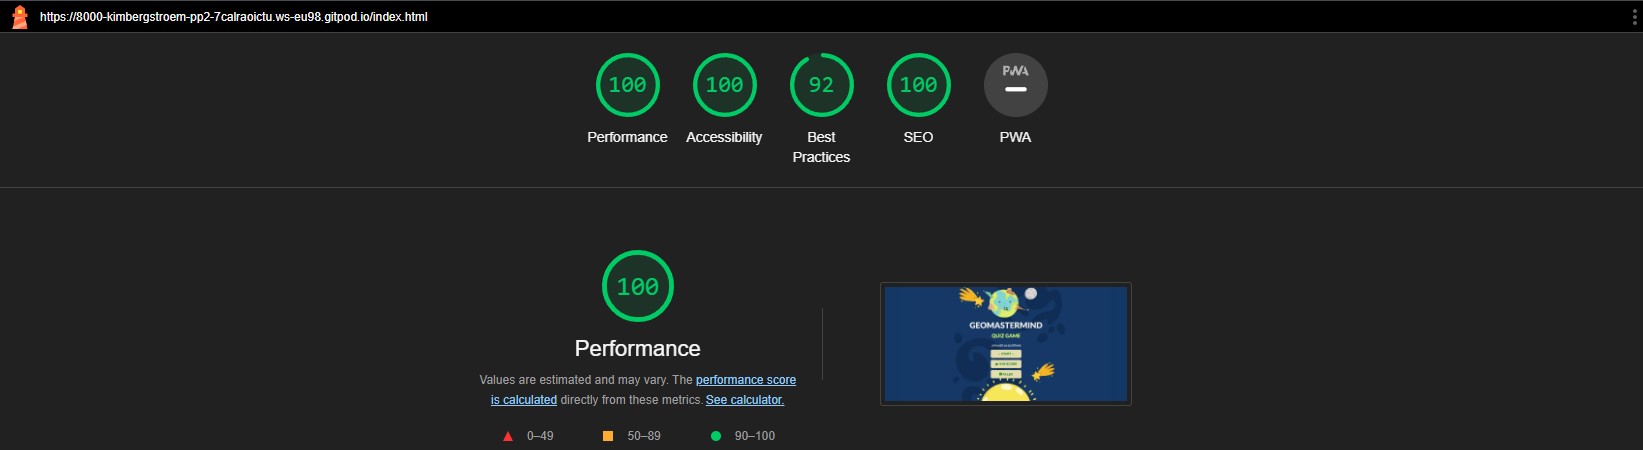 https://8000-kimbergstroem-pp2-7calraoictu.ws-eu98.gitpod.io/index.html
100 100 92 100 PWA
Performance Accessibility Best Practices SEO PWA
100
Performance
Values are estimated and may vary. The performance score
is calculated directly from these metrics. See calculator.
0–49 50–89 90–100
GEOMASTERMIND
QUIZ GAME